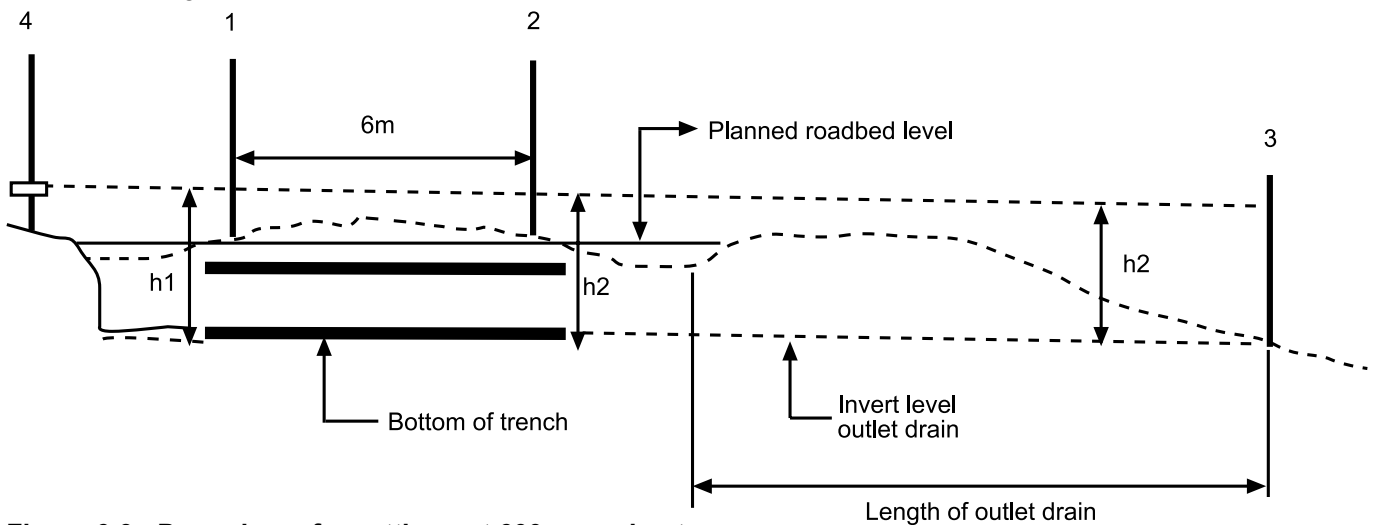 4
1
2
6m
Planned roadbed level
3
h1
h2
h2
Bottom of trench
Invert level
outlet drain
Length of outlet drain